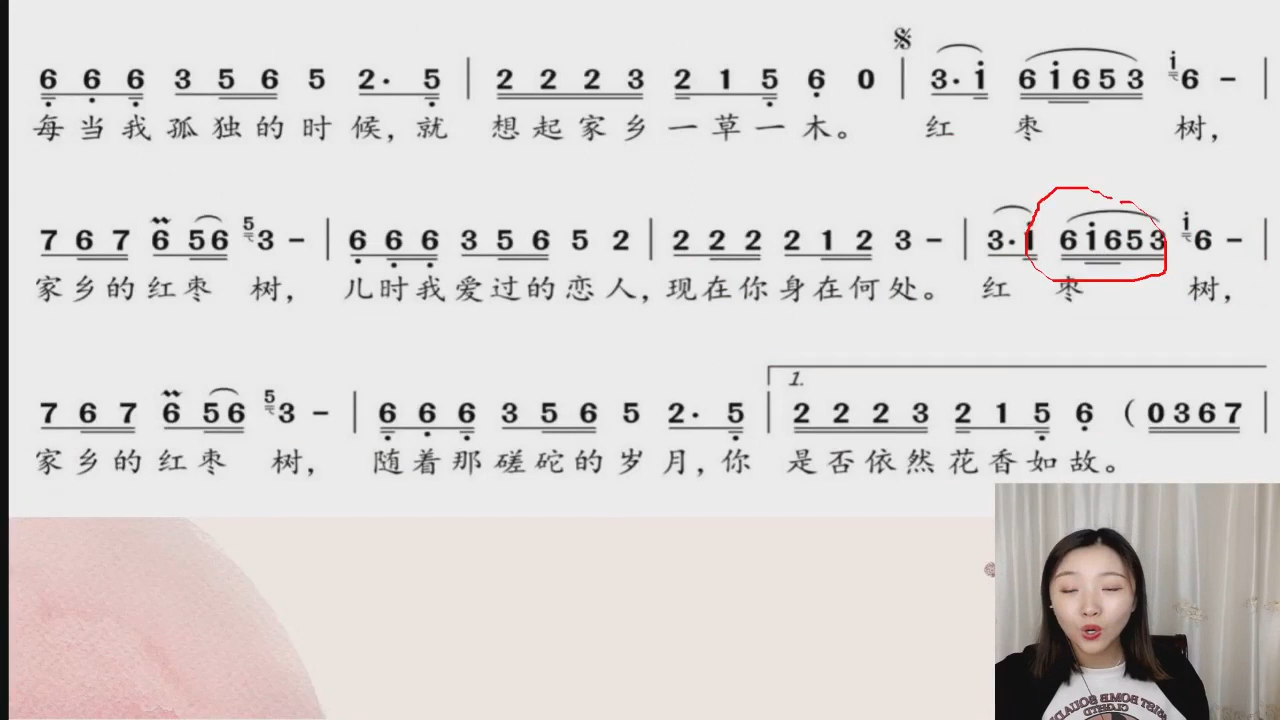 6 6 6 3 5 6 5 2· 5 | 2 2 2 3 2 1 5 6 0 | 3· i 6 i 6 5 3 i 6 – |
每当我孤独的时候，就 想起家乡一草一木。 红 枣 树，
7 6 7 6 5 6 5 3 – | 6 6 6 3 5 6 5 2 | 2 2 2 2 1 2 3 – | 3· i 6 i 6 5 3 i 6 – |
家乡的红枣 树， 儿时我爱过的恋人，现在你身在何处。 红 枣 树，
1.
7 6 7 6 5 6 5 3 – | 6 6 6 3 5 6 5 2· 5 | 2 2 2 3 2 1 5 6 （ 0 3 6 7 |
家乡的红枣 树， 随着那磋砣的岁月，你 是否依然花香如故。